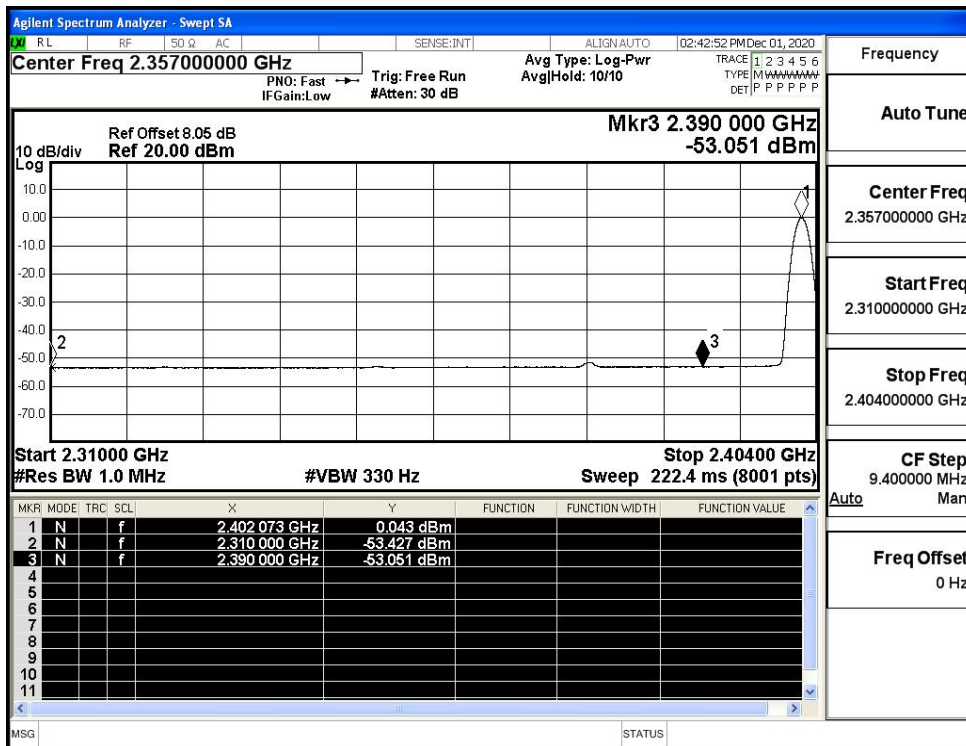 Agilent Spectrum Analyzer - Swept SA
LXI RL RF 50 Ω AC SENSE:INT ALIGNAUTO 02:42:52 PM Dec 01, 2020
Center Freq 2.357000000 GHz
PNO: Fast
IFGain:Low
Trig: Free Run
#Atten: 30 dB
Avg Type: Log-Pwr
Avg|Hold: 10/10
TRACE 1 2 3 4 5 6
TYPE M
DET P P P P P P
Ref Offset 8.05 dB
10 dB/div Ref 20.00 dBm
Log
Mkr3 2.390 000 GHz
-53.051 dBm
10.0
0.00
-10.0
-20.0
-30.0
-40.0
-50.0
-60.0
-70.0
1
2
3
Start 2.31000 GHz Stop 2.40400 GHz
#Res BW 1.0 MHz #VBW 330 Hz Sweep 222.4 ms (8001 pts)
MKR MODE TRC SCL X Y FUNCTION FUNCTION WIDTH FUNCTION VALUE
1 N f 2.402 073 GHz 0.043 dBm
2 N f 2.310 000 GHz -53.427 dBm
3 N f 2.390 000 GHz -53.051 dBm
4
5
6
7
8
9
10
11
MSG STATUS
Frequency
Auto Tune
Center Freq
2.357000000 GHz
Start Freq
2.310000000 GHz
Stop Freq
2.404000000 GHz
CF Step
9.400000 MHz
Auto Man
Freq Offset
0 Hz